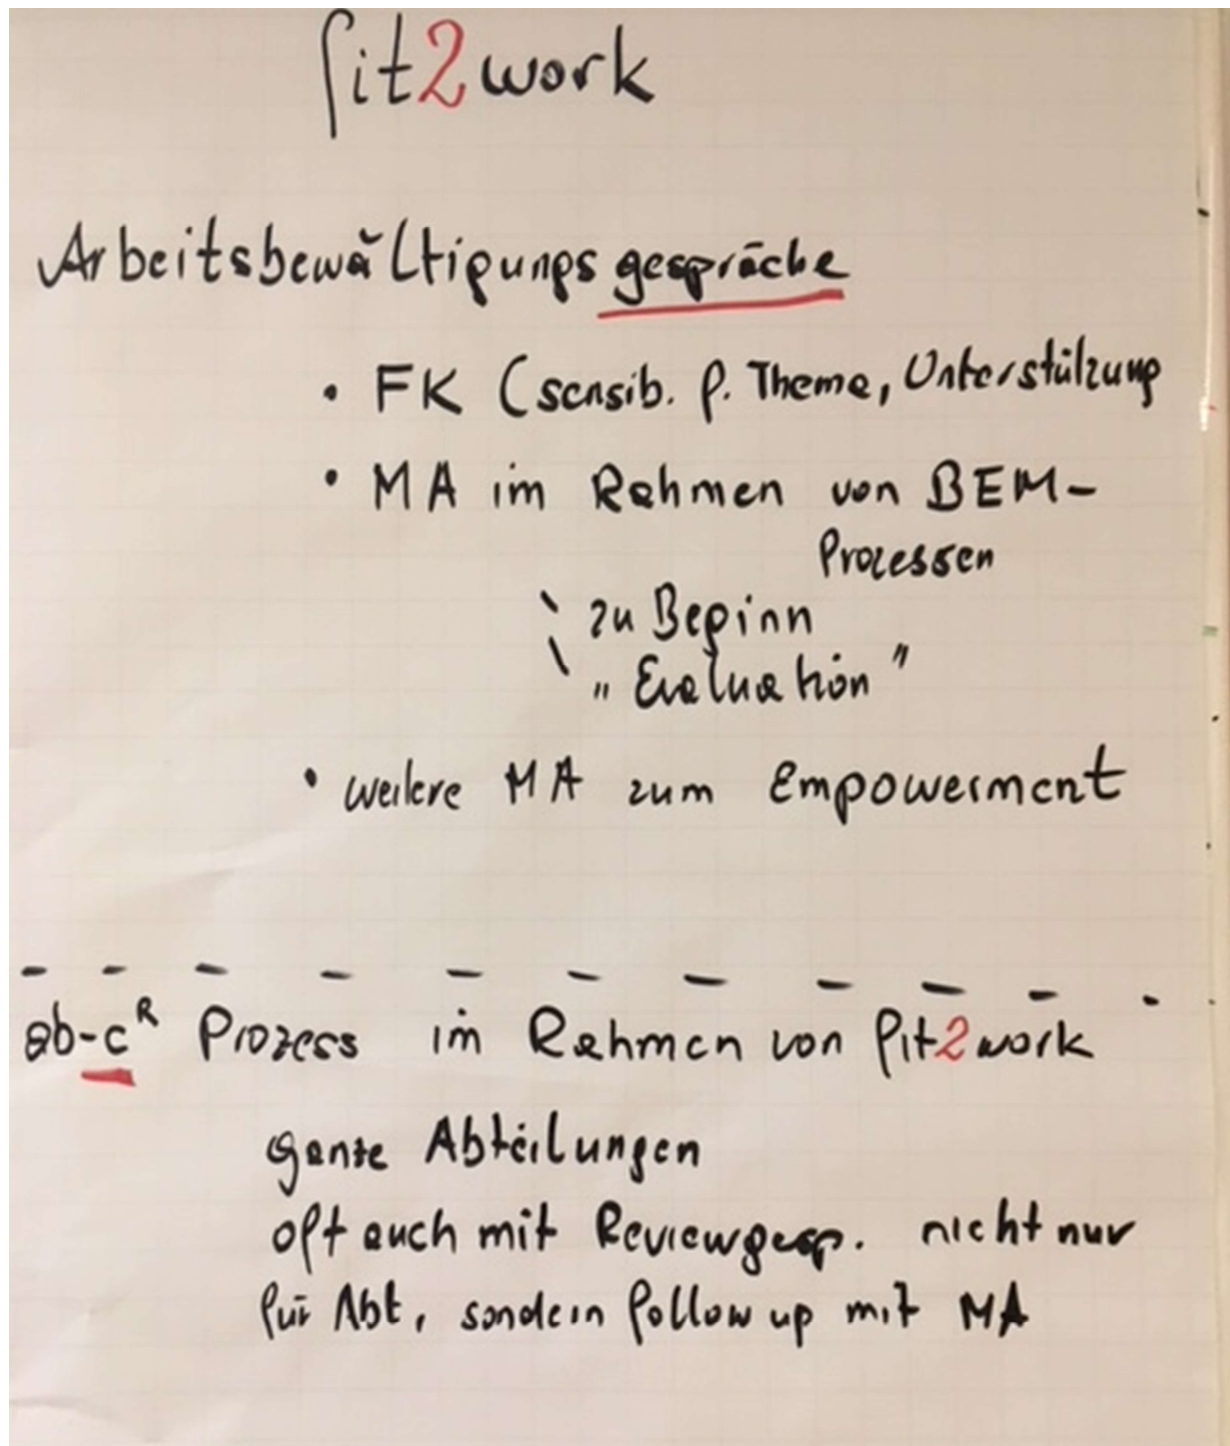 fit2work
Arbeitsbewältigungsgespräche
• FK (sensib. f. Thema, Unterstützung
• MA im Rahmen von BEM-
Prozessen
\ zu Beginn
\ „Evaluation"
• weitere MA zum Empowerment
ab-c® Prozess im Rahmen von fit2work
ganze Abteilungen
oft auch mit Reviewgesp. nicht nur
für Abt, sondern follow up mit MA